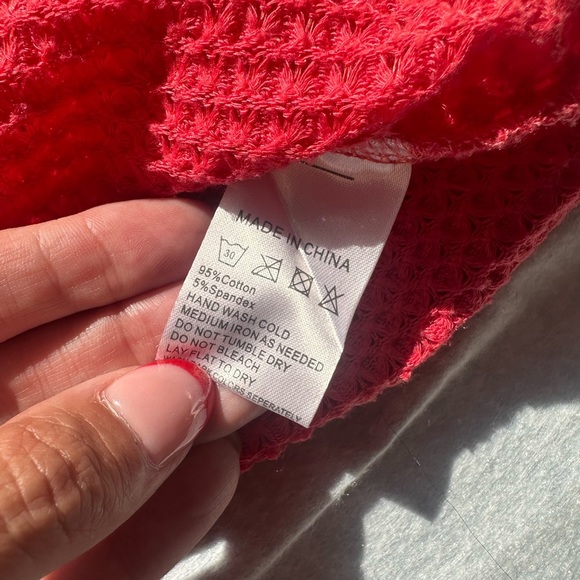 MADE IN CHINA
30
95%Cotton
5%Spandex
HAND WASH COLD
MEDIUM IRON AS NEEDED
DO NOT TUMBLE DRY
DO NOT BLEACH
LAY FLAT TO DRY
COLORS SEPERATELY